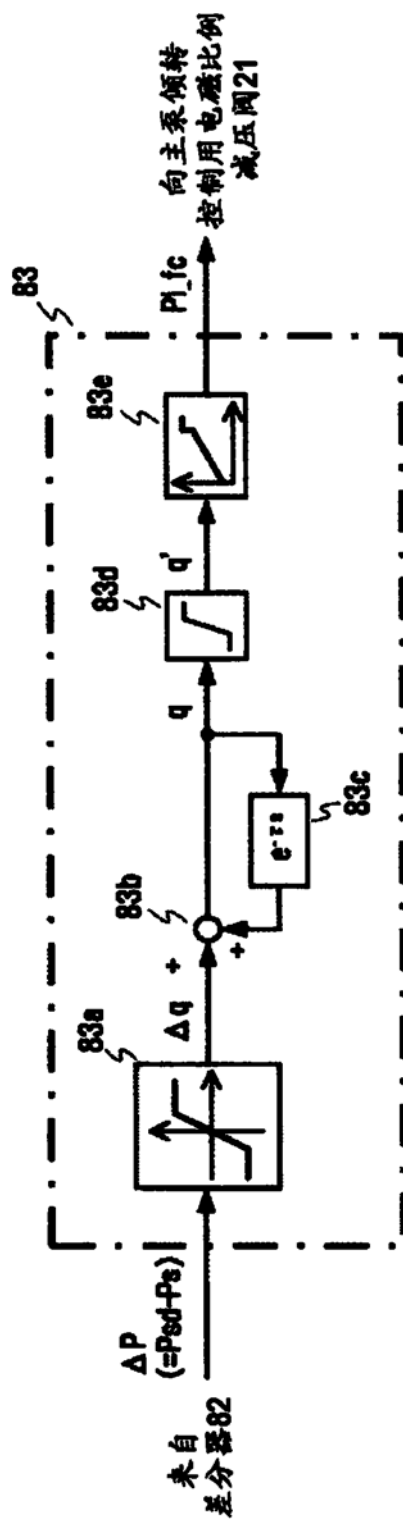 83
来自
差分器82
ΔP
(=Psd-Ps)
83a
Δq
+
83b
+
e⁻ᵀˢ
83c
q
83d
q'
83e
Pi_fc
向主泵倾转
控制用电磁比例
减压阀21